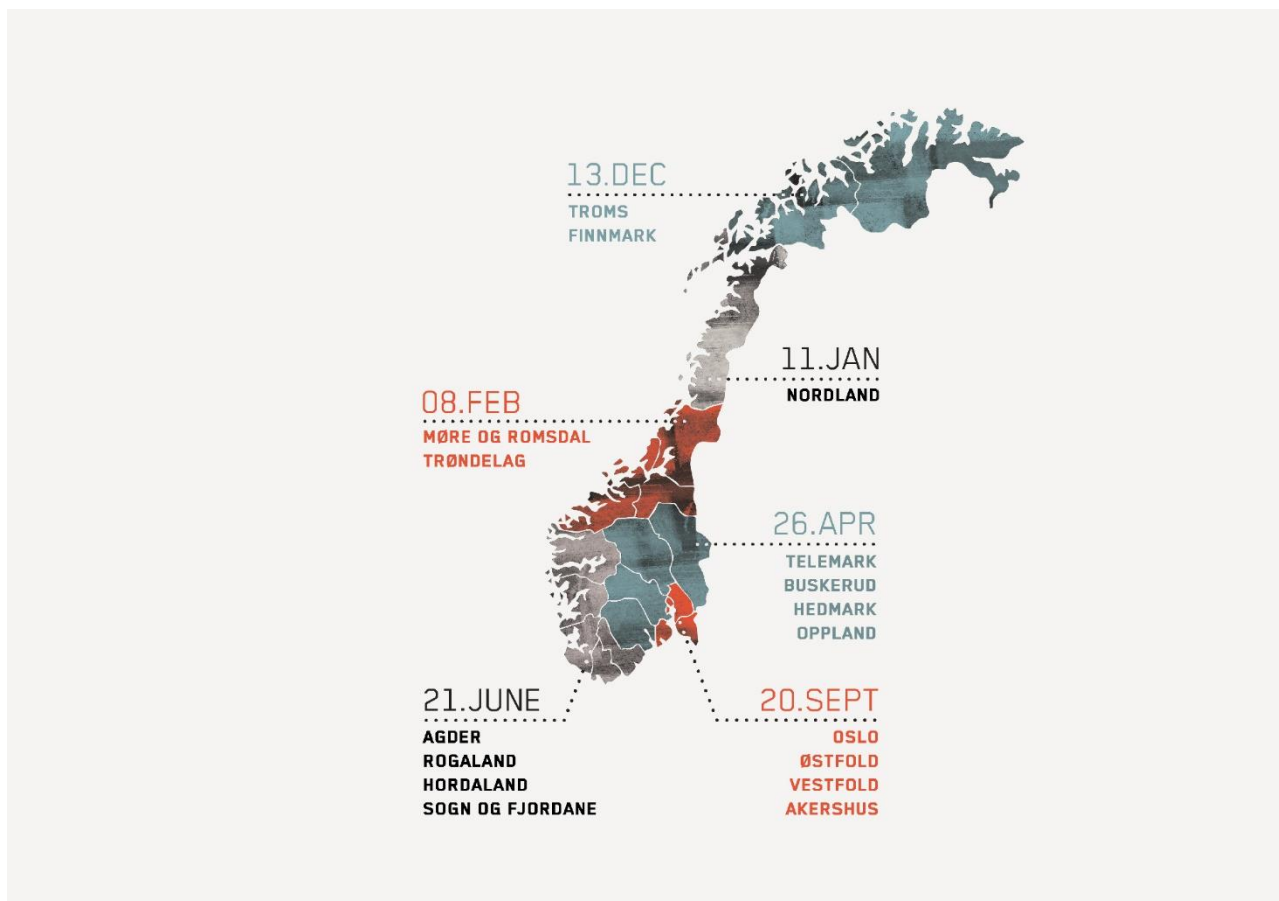 13.DEC
TROMS
FINNMARK
11.JAN
NORDLAND
08.FEB
MØRE OG ROMSDAL
TRØNDELAG
26.APR
TELEMARK
BUSKERUD
HEDMARK
OPPLAND
21.JUNE
AGDER
ROGALAND
HORDALAND
SOGN OG FJORDANE
20.SEPT
OSLO
ØSTFOLD
VESTFOLD
AKERSHUS